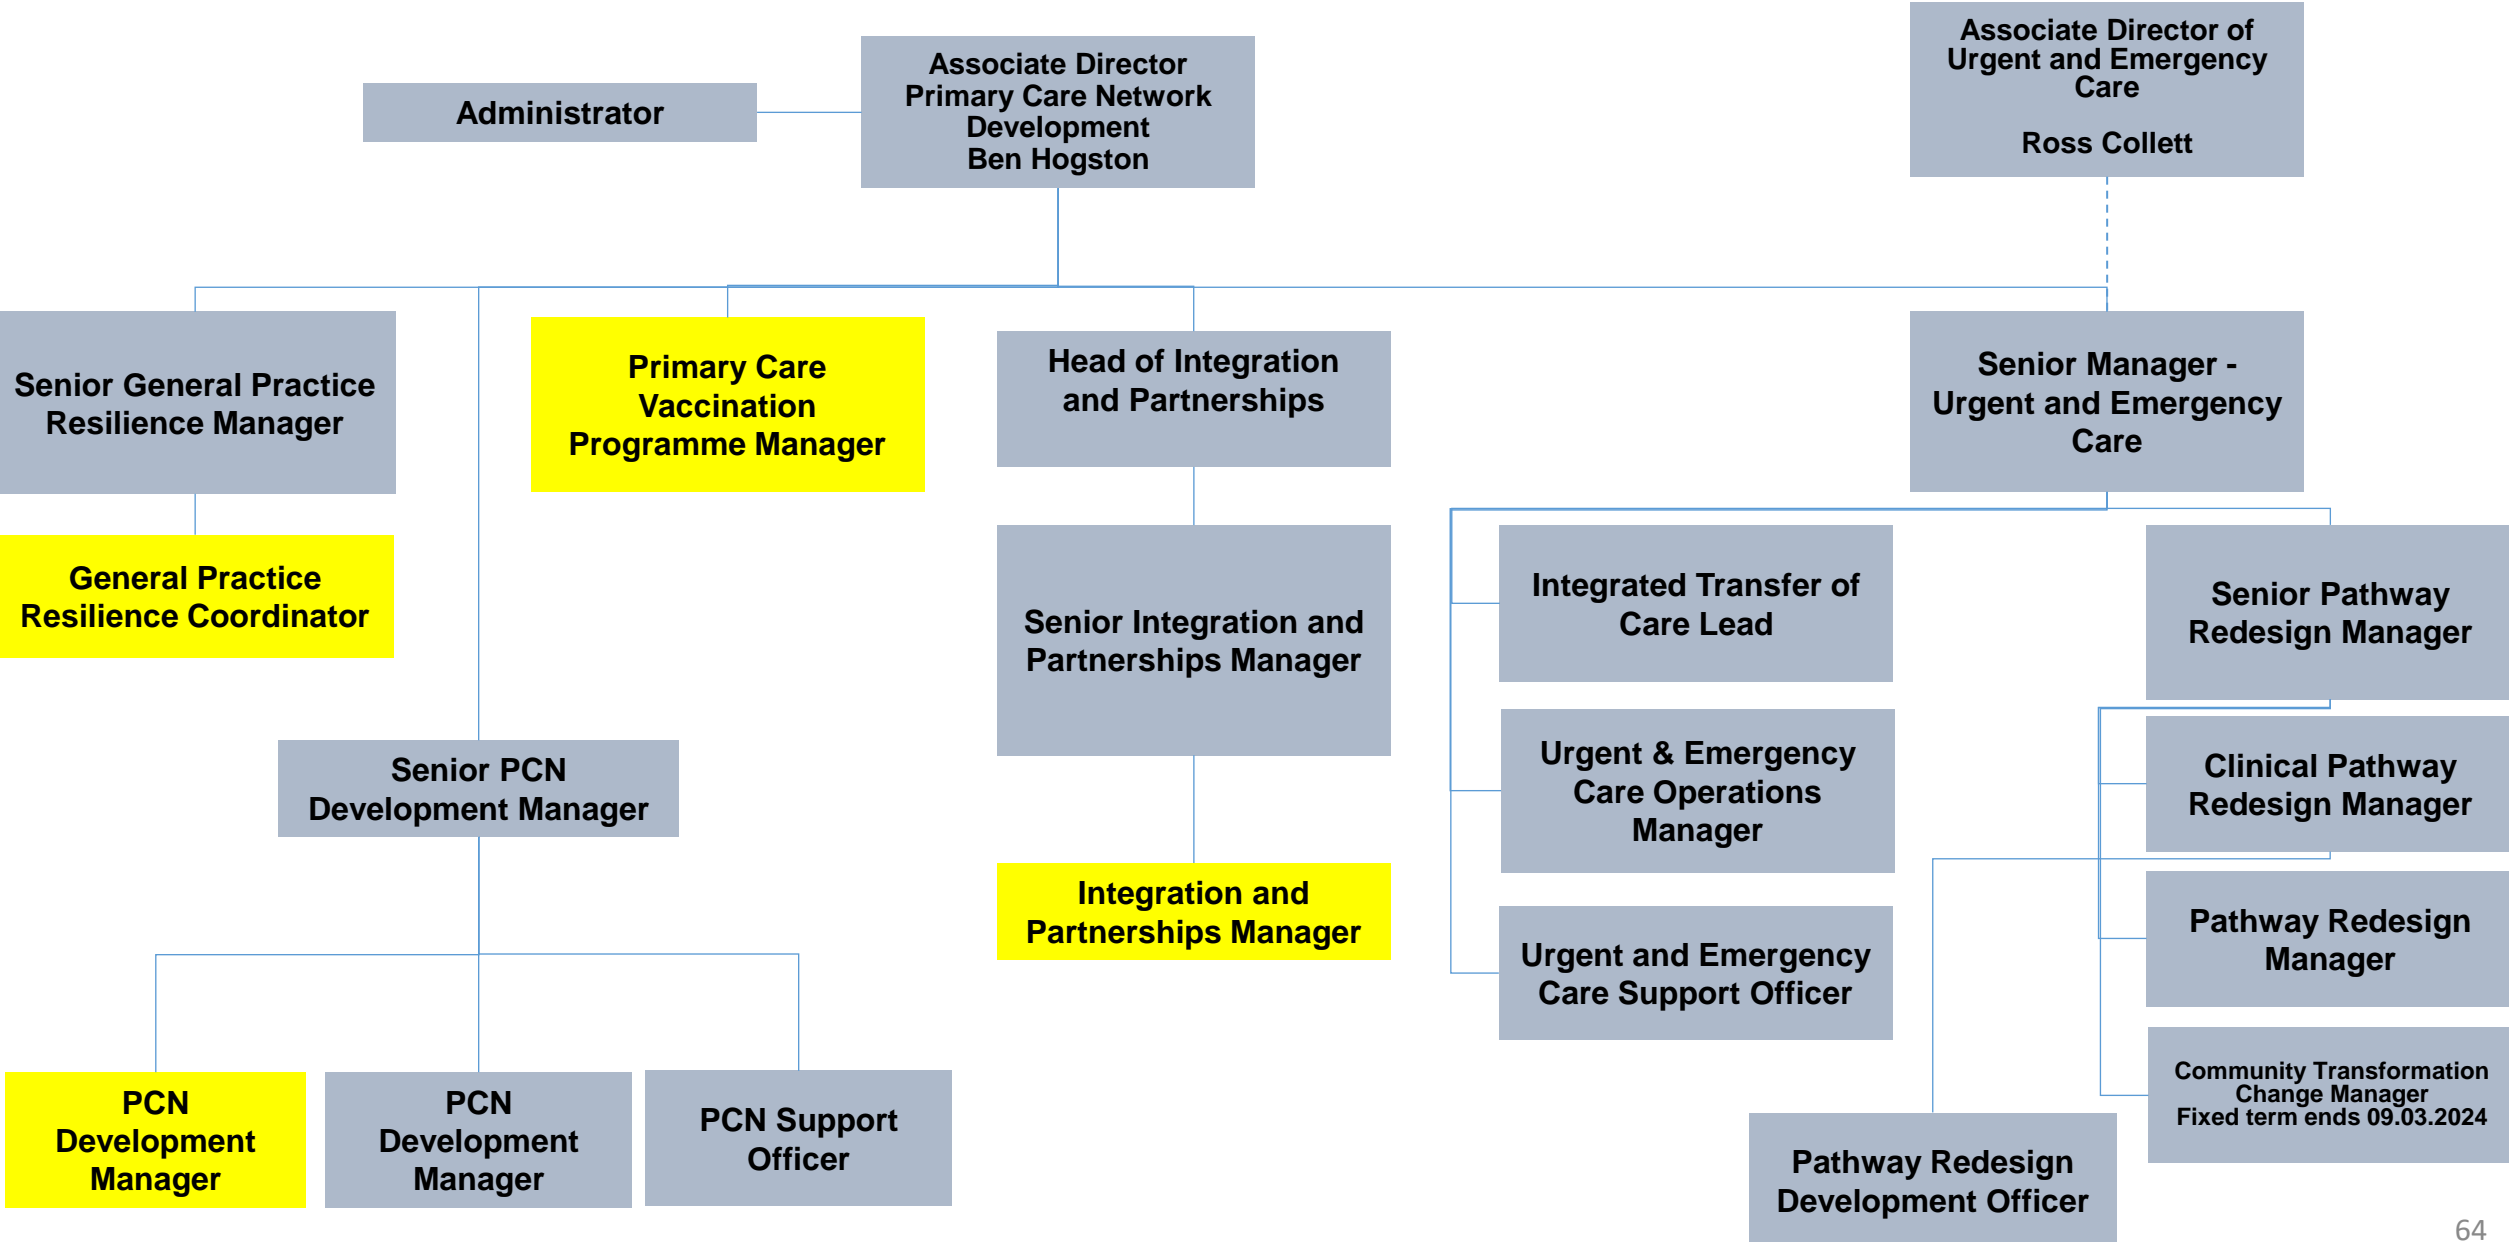 Administrator
Associate Director
Primary Care Network
Development
Ben Hogston
Associate Director of
Urgent and Emergency
Care
Ross Collett
Senior General Practice
Resilience Manager
Primary Care
Vaccination
Programme Manager
Head of Integration
and Partnerships
Senior Manager -
Urgent and Emergency
Care
General Practice
Resilience Coordinator
Senior Integration and
Partnerships Manager
Integrated Transfer of
Care Lead
Senior Pathway
Redesign Manager
Senior PCN
Development Manager
Urgent & Emergency
Care Operations
Manager
Clinical Pathway
Redesign Manager
Integration and
Partnerships Manager
Urgent and Emergency
Care Support Officer
Pathway Redesign
Manager
PCN
Development
Manager
PCN
Development
Manager
PCN Support
Officer
Community Transformation
Change Manager
Fixed term ends 09.03.2024
Pathway Redesign
Development Officer
64